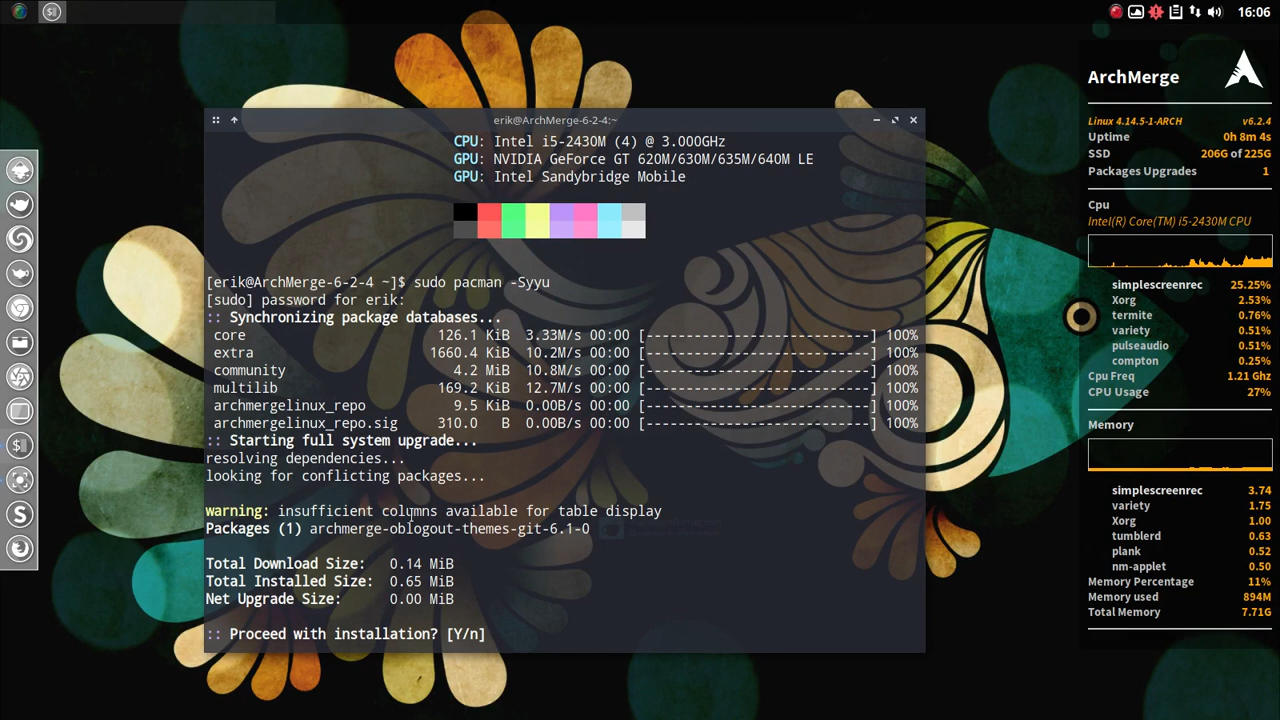 16:06
erik@ArchMerge-6-2-4:~
CPU: Intel i5-2430M (4) @ 3.000GHz
GPU: NVIDIA GeForce GT 620M/630M/635M/640M LE
GPU: Intel Sandybridge Mobile
[erik@ArchMerge-6-2-4 ~]$ sudo pacman -Syyu
[sudo] password for erik:
:: Synchronizing package databases...
core 126.1 KiB 3.33M/s 00:00 [----------------------------] 100%
extra 1660.4 KiB 10.2M/s 00:00 [----------------------------] 100%
community 4.2 MiB 10.8M/s 00:00 [----------------------------] 100%
multilib 169.2 KiB 12.7M/s 00:00 [----------------------------] 100%
archmergelinux_repo 9.5 KiB 0.00B/s 00:00 [----------------------------] 100%
archmergelinux_repo.sig 310.0 B 0.00B/s 00:00 [----------------------------] 100%
:: Starting full system upgrade...
resolving dependencies...
looking for conflicting packages...
warning: insufficient columns available for table display
Packages (1) archmerge-oblogout-themes-git-6.1-0
Total Download Size: 0.14 MiB
Total Installed Size: 0.65 MiB
Net Upgrade Size: 0.00 MiB
:: Proceed with installation? [Y/n]
ArchMerge
Linux 4.14.5-1-ARCH v6.2.4
Uptime 0h 8m 4s
SSD 206G of 225G
Packages Upgrades 1
Cpu
Intel(R) Core(TM) i5-2430M CPU
simplescreenrec 25.25%
Xorg 2.53%
termite 0.76%
variety 0.51%
pulseaudio 0.51%
compton 0.25%
Cpu Freq 1.21 Ghz
CPU Usage 27%
Memory
simplescreenrec 3.74
variety 1.75
Xorg 1.00
tumblerd 0.63
plank 0.52
nm-applet 0.50
Memory Percentage 11%
Memory used 894M
Total Memory 7.71G